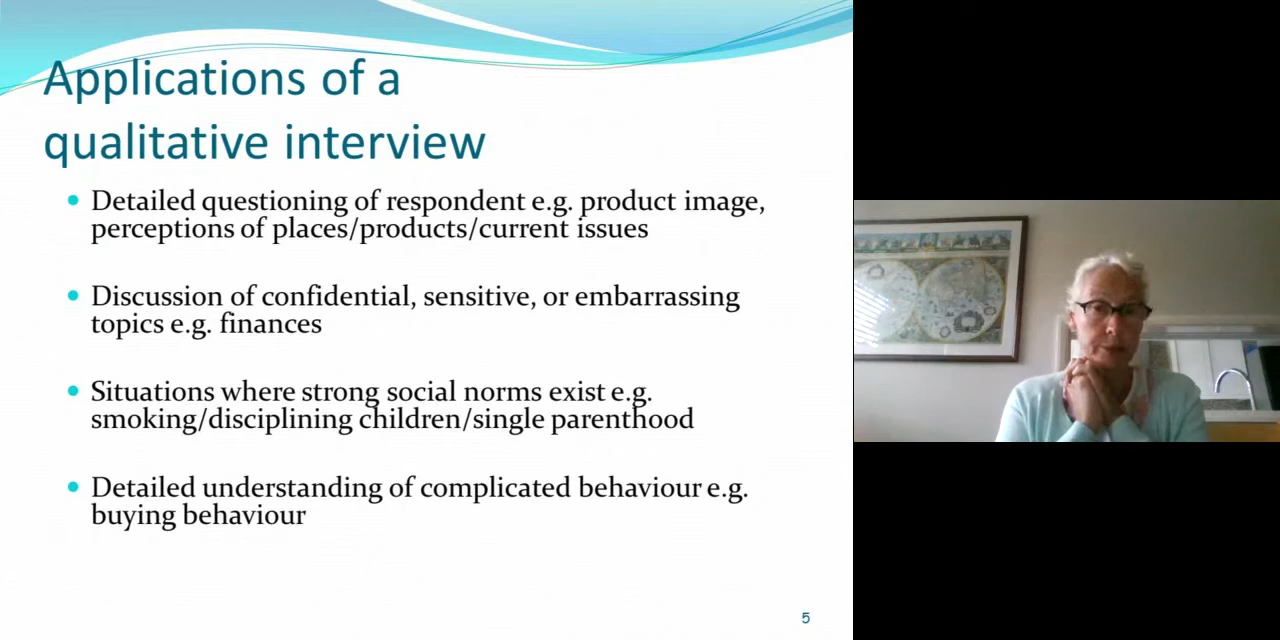 Applications of a
qualitative interview
Detailed questioning of respondent e.g. product image,
perceptions of places/products/current issues
Discussion of confidential, sensitive, or embarrassing
topics e.g. finances
Situations where strong social norms exist e.g.
smoking/disciplining children/single parenthood
Detailed understanding of complicated behaviour e.g.
buying behaviour
5